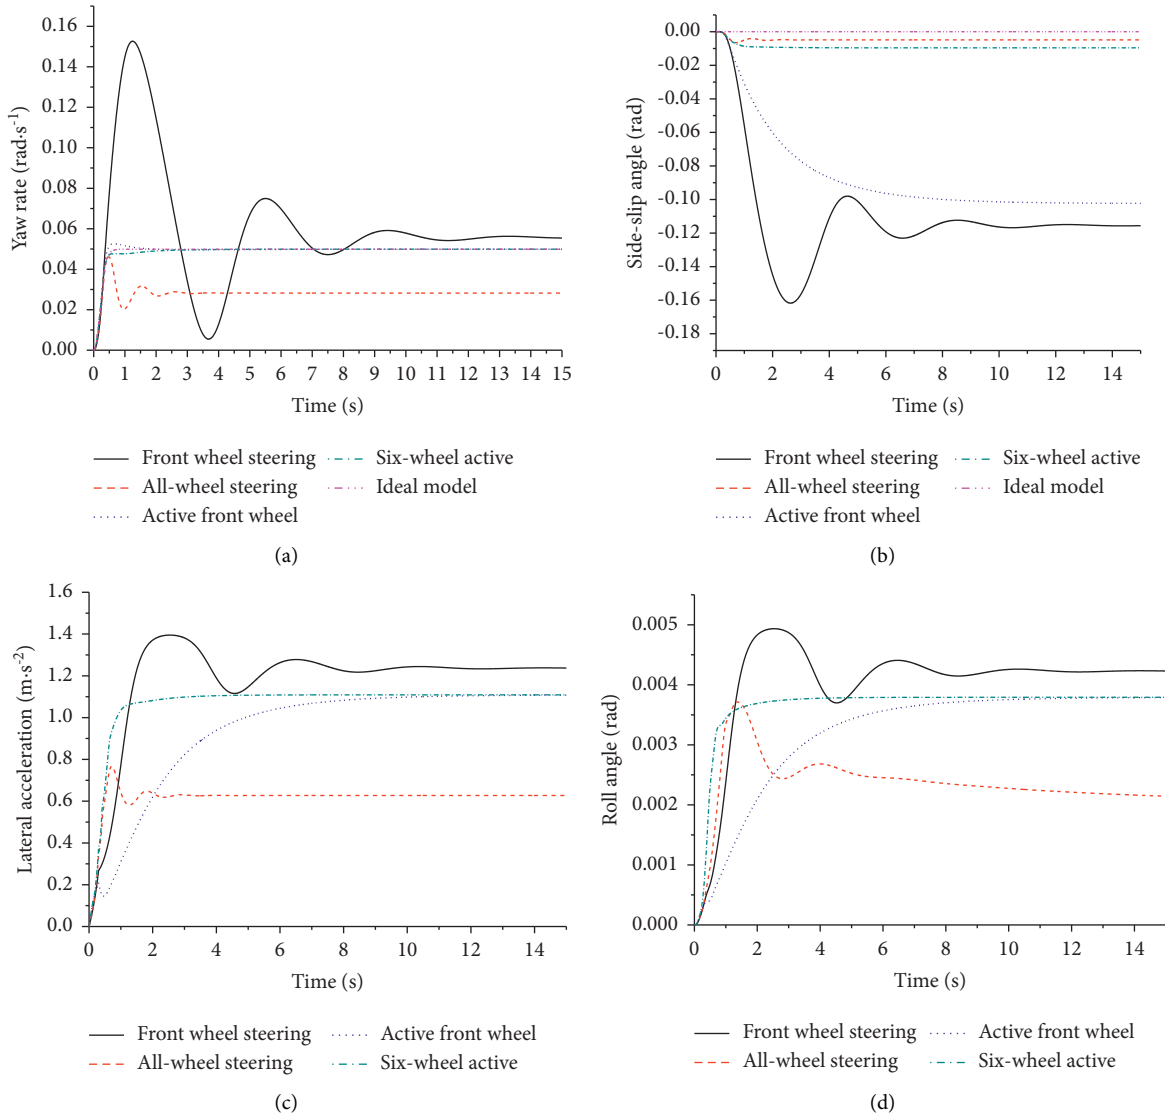 0.16
0.14
0.12
0.10
0.08
0.06
0.04
0.02
0.00
Yaw rate (rad·s-1)
0 1 2 3 4 5 6 7 8 9 10 11 12 13 14 15
Time (s)
Front wheel steering
All-wheel steering
Active front wheel
Six-wheel active
Ideal model
(a)
0.00
-0.02
-0.04
-0.06
-0.08
-0.10
-0.12
-0.14
-0.16
-0.18
Side-slip angle (rad)
0 2 4 6 8 10 12 14
Time (s)
Front wheel steering
All-wheel steering
Active front wheel
Six-wheel active
Ideal model
(b)
1.6
1.4
1.2
1.0
0.8
0.6
0.4
0.2
0.0
Lateral acceleration (m·s-2)
0 2 4 6 8 10 12 14
Time (s)
Front wheel steering
All-wheel steering
Active front wheel
Six-wheel active
(c)
0.005
0.004
0.003
0.002
0.001
0.000
Roll angle (rad)
0 2 4 6 8 10 12 14
Time (s)
Front wheel steering
All-wheel steering
Active front wheel
Six-wheel active
(d)